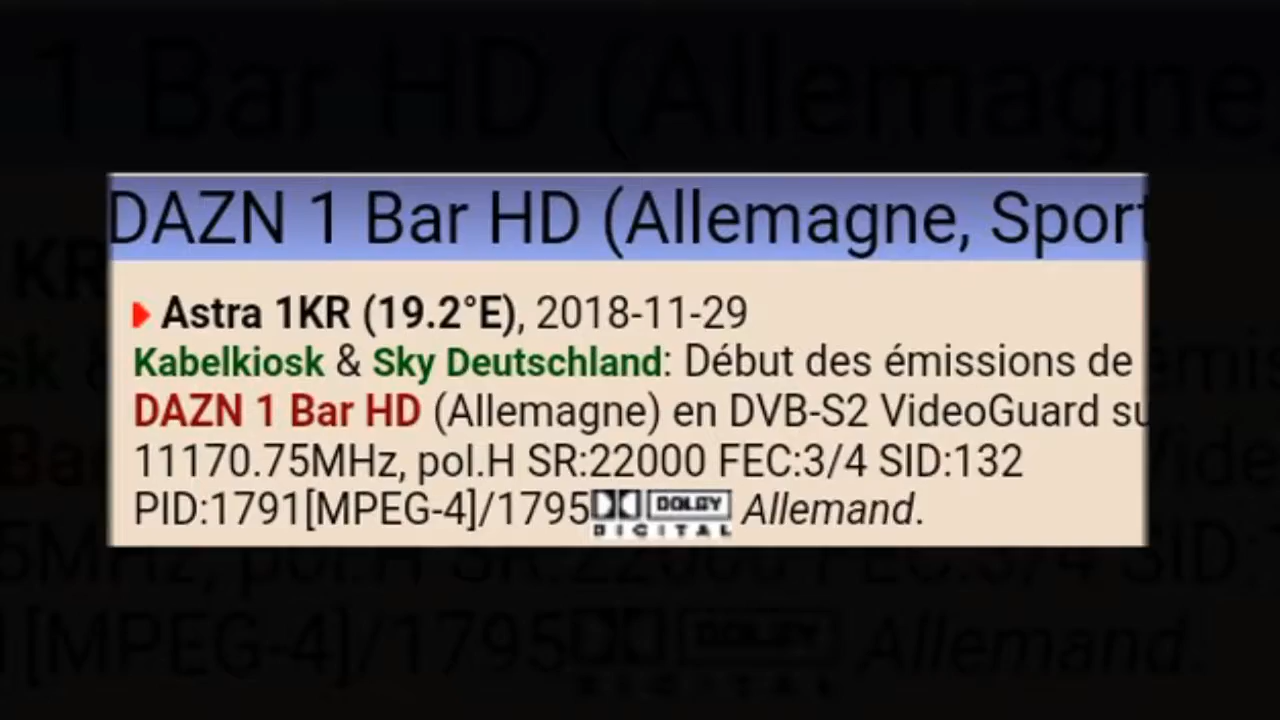 DAZN 1 Bar HD (Allemagne, Sport
Astra 1KR (19.2°E), 2018-11-29
Kabelkiosk & Sky Deutschland: Début des émissions de
DAZN 1 Bar HD (Allemagne) en DVB-S2 VideoGuard su
11170.75MHz, pol.H SR:22000 FEC:3/4 SID:132
PID:1791[MPEG-4]/1795 DOLBY DIGITAL Allemand.